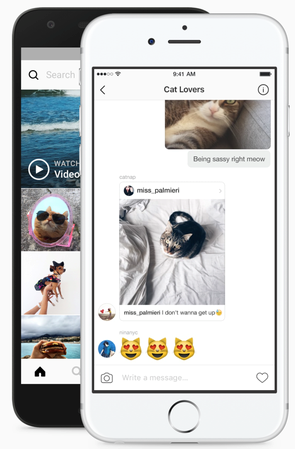 Search
WATCH
Video
9:41 AM
Cat Lovers
Being sassy right meow
catnap
miss_palmieri
miss_palmieri I don't wanna get up😴
ninanyc
😻😻😻
Write a message...